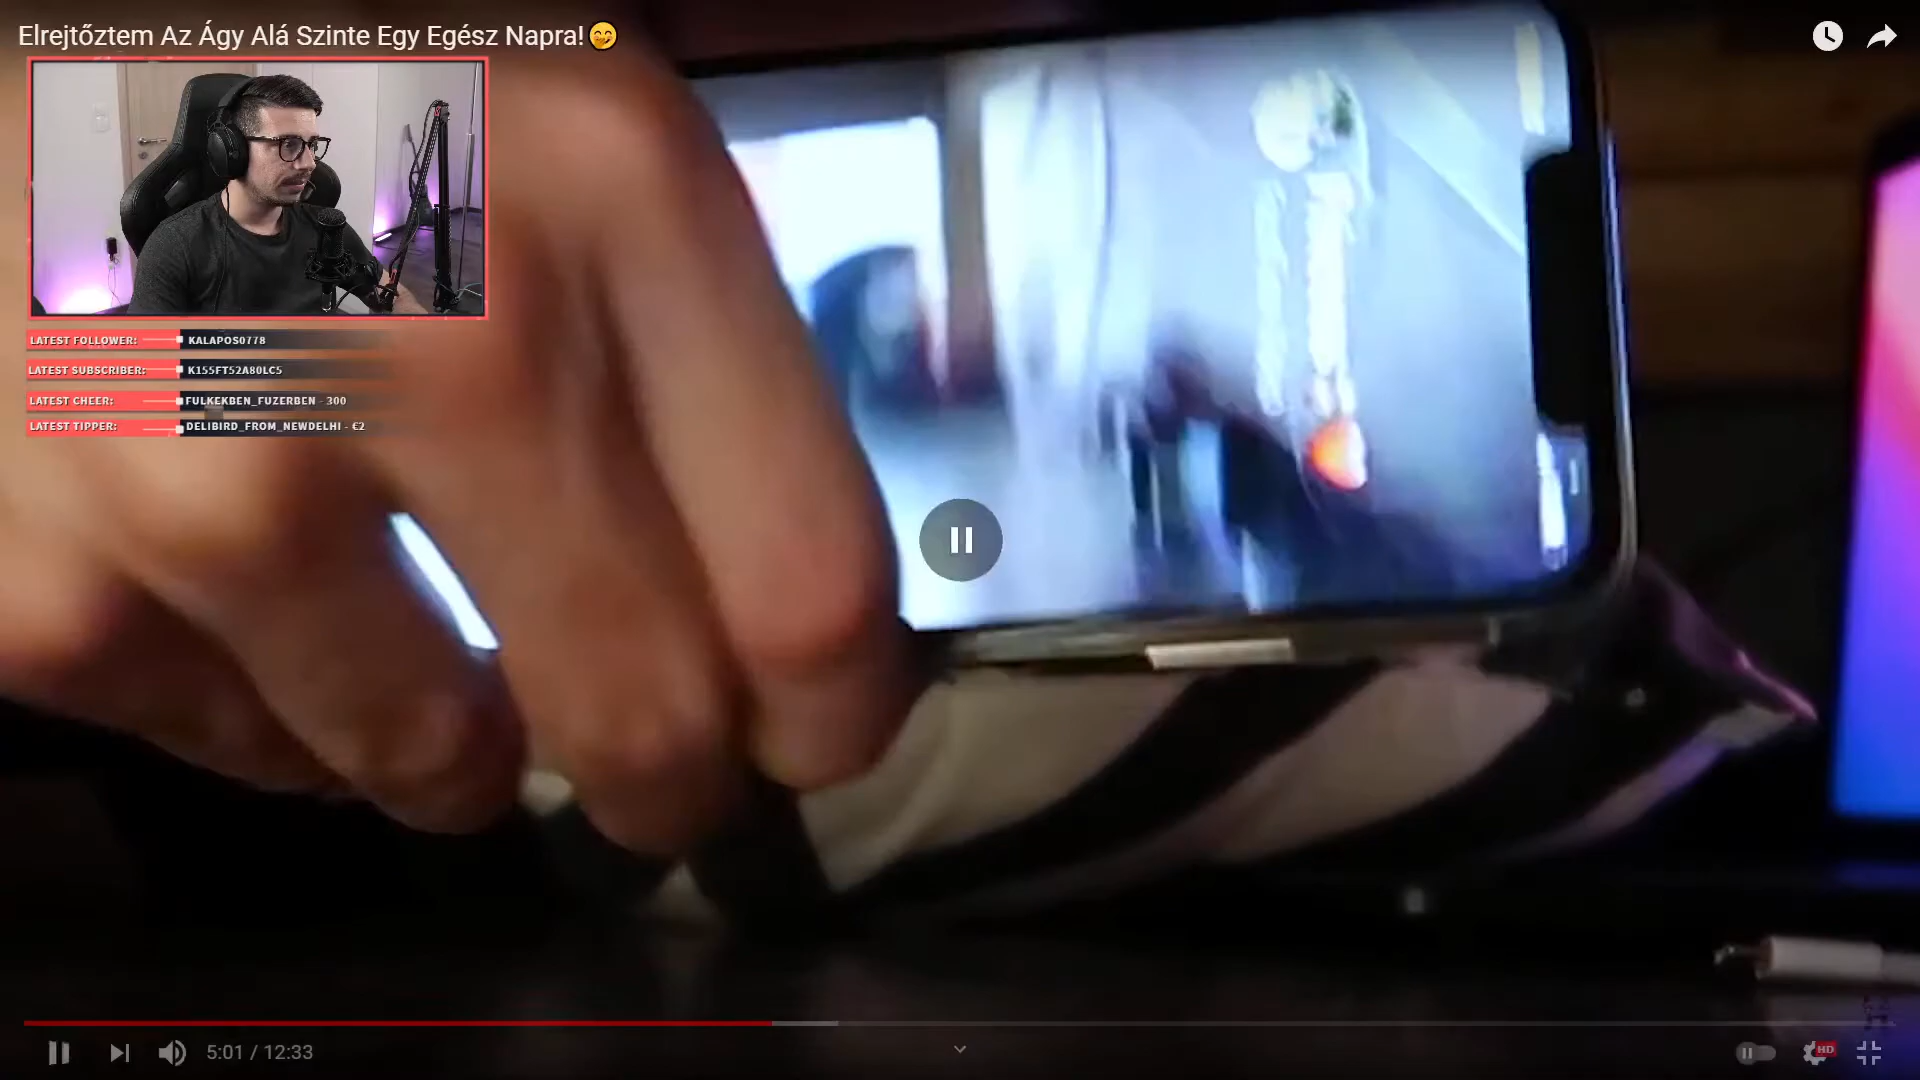 Elrejtőztem Az Ágy Alá Szinte Egy Egész Napra!🤭
LATEST FOLLOWER: KALAPOS0778
LATEST SUBSCRIBER: K155FT52A80LC5
LATEST CHEER: FULKEKBEN_FUZERBEN - 300
LATEST TIPPER: DELIBIRD_FROM_NEWDELHI - €2
5:01 / 12:33
HD